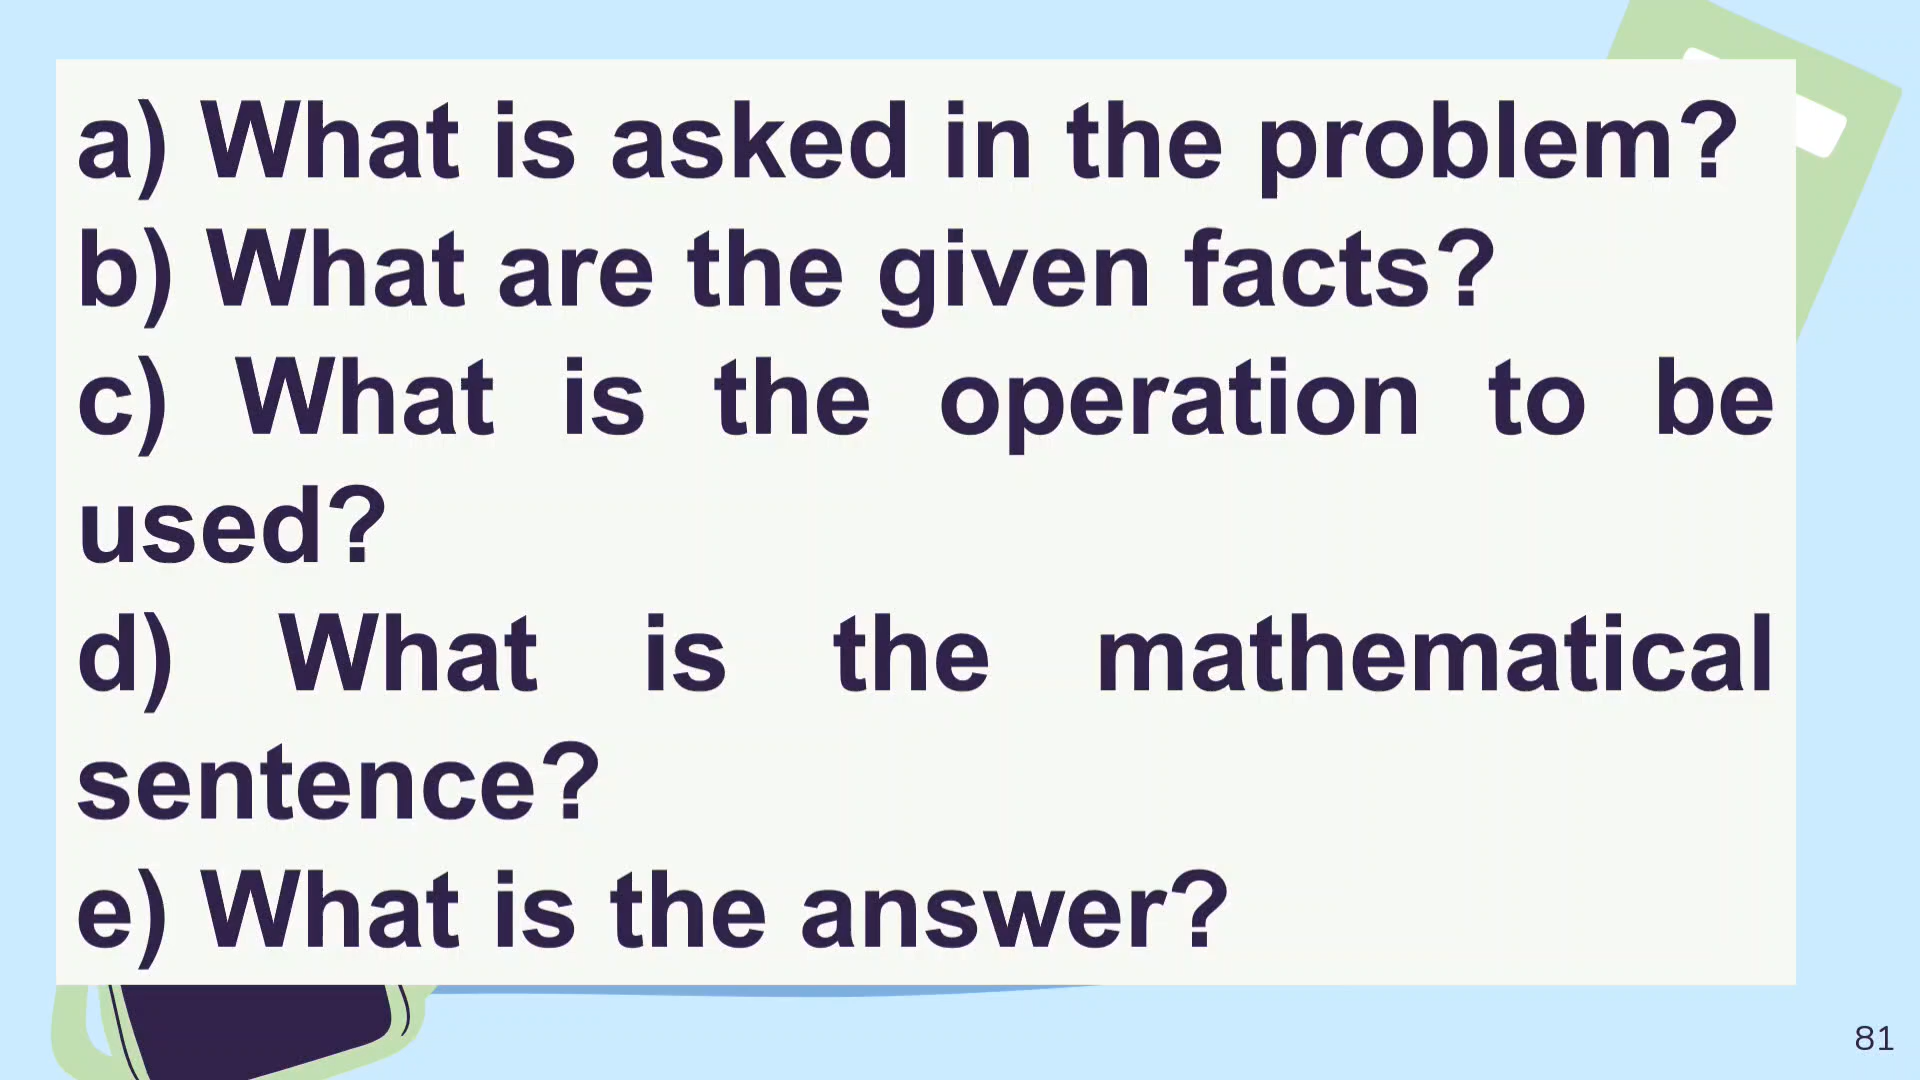 a) What is asked in the problem?
b) What are the given facts?
c) What is the operation to be
used?
d) What is the mathematical
sentence?
e) What is the answer?
81